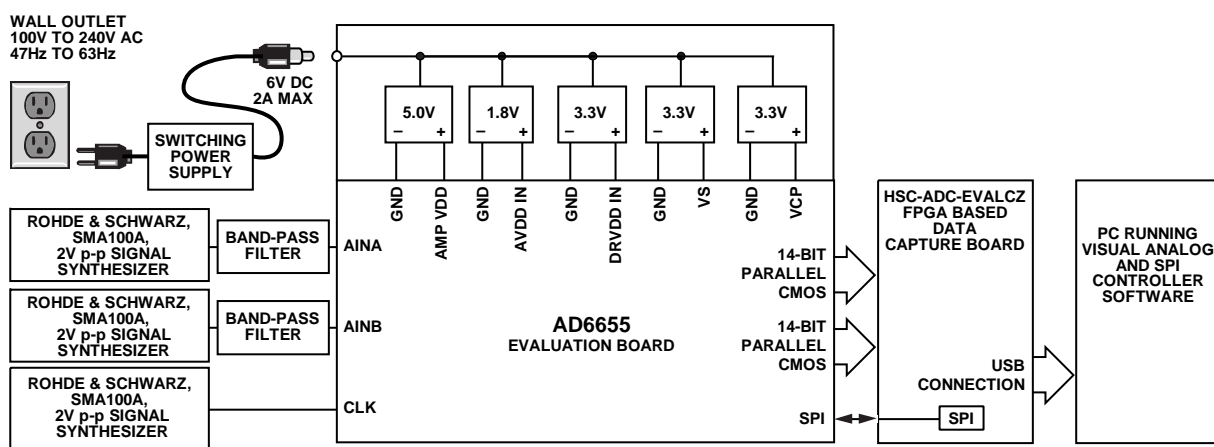 WALL OUTLET
100V TO 240V AC
47Hz TO 63Hz
6V DC
2A MAX
SWITCHING
POWER
SUPPLY
5.0V
– +
1.8V
– +
3.3V
– +
3.3V
– +
3.3V
– +
GND
AMP VDD
GND
AVDD IN
GND
DRVDD IN
GND
VS
GND
VCP
ROHDE & SCHWARZ,
SMA100A,
2V p-p SIGNAL
SYNTHESIZER
BAND-PASS
FILTER
AINA
ROHDE & SCHWARZ,
SMA100A,
2V p-p SIGNAL
SYNTHESIZER
BAND-PASS
FILTER
AINB
ROHDE & SCHWARZ,
SMA100A,
2V p-p SIGNAL
SYNTHESIZER
CLK
AD6655
EVALUATION BOARD
14-BIT
PARALLEL
CMOS
14-BIT
PARALLEL
CMOS
SPI
HSC-ADC-EVALCZ
FPGA BASED
DATA
CAPTURE BOARD
USB
CONNECTION
SPI
PC RUNNING
VISUAL ANALOG
AND SPI
CONTROLLER
SOFTWARE